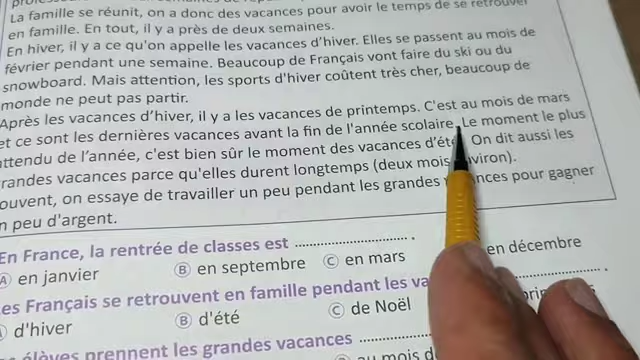 La famille se réunit, on a donc des vacances pour avoir le temps de se retrouver
en famille. En tout, il y a près de deux semaines.
En hiver, il y a ce qu'on appelle les vacances d'hiver. Elles se passent au mois de
février pendant une semaine. Beaucoup de Français vont faire du ski ou du
snowboard. Mais attention, les sports d'hiver coûtent très cher, beaucoup de
monde ne peut pas partir.
Après les vacances d'hiver, il y a les vacances de printemps. C'est au mois de mars
et ce sont les dernières vacances avant la fin de l'année scolaire. Le moment le plus
attendu de l'année, c'est bien sûr le moment des vacances d'été. On dit aussi les
grandes vacances parce qu'elles durent longtemps (deux mois environ).
ouvent, on essaye de travailler un peu pendant les grandes vacances pour gagner
n peu d'argent.
En France, la rentrée de classes est .................... .
A en janvier B en septembre C en mars en décembre
es Français se retrouvent en famille pendant les va .................... .
d'hiver B d'été C de Noël
élèves prennent les grandes vacances ....................
au mois d